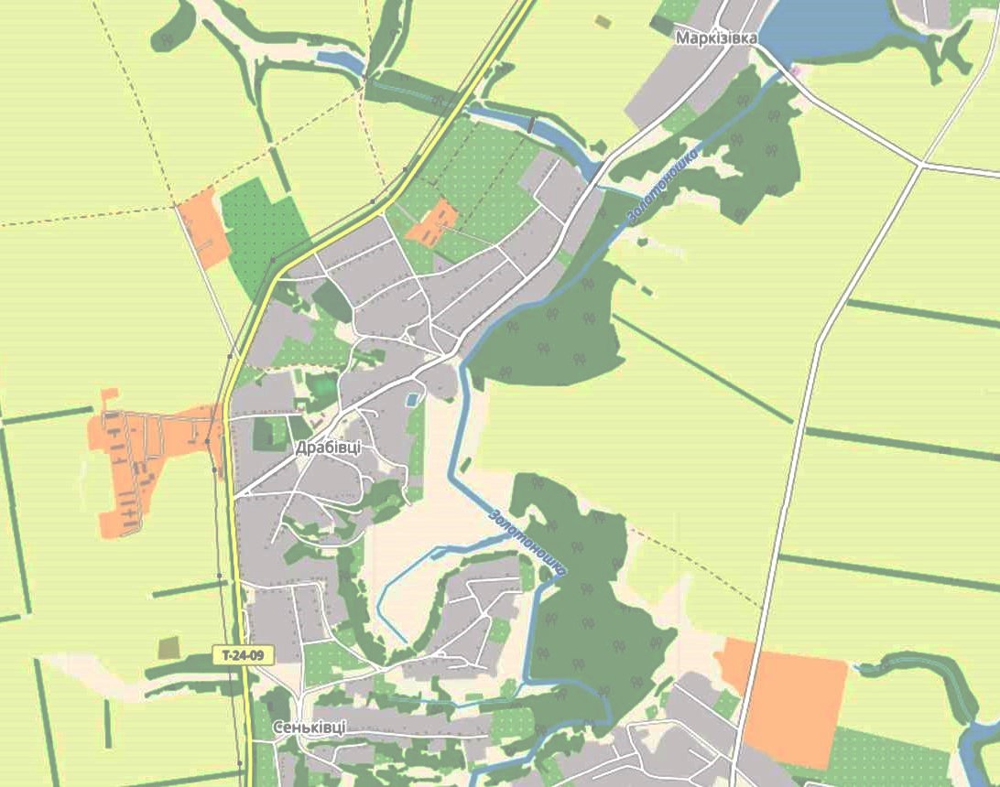 Маркізівка
Золотоношка
Драбівці
Золотоношка
Т-24-09
Сеньківці